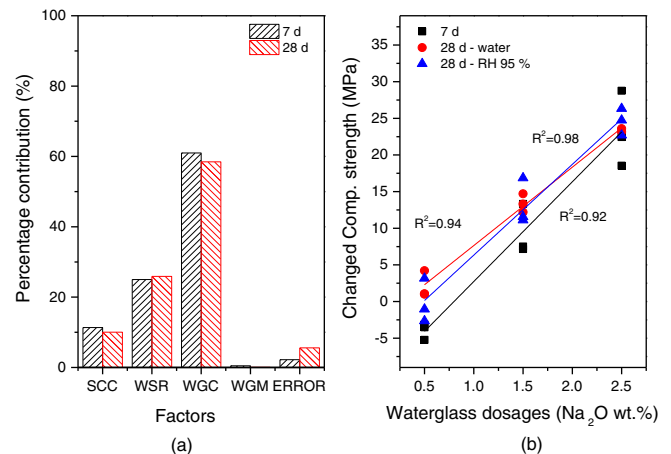 7 d
28 d
Percentage contribution (%)
80
60
40
20
0
SCC WSR WGC WGM ERROR
Factors
(a)
7 d
28 d - water
28 d - RH 95 %
Changed Comp. strength (MPa)
35
30
25
20
15
10
5
0
-5
R²=0.98
R²=0.94
R²=0.92
0.5 1.0 1.5 2.0 2.5
Waterglass dosages (Na₂O wt.%)
(b)